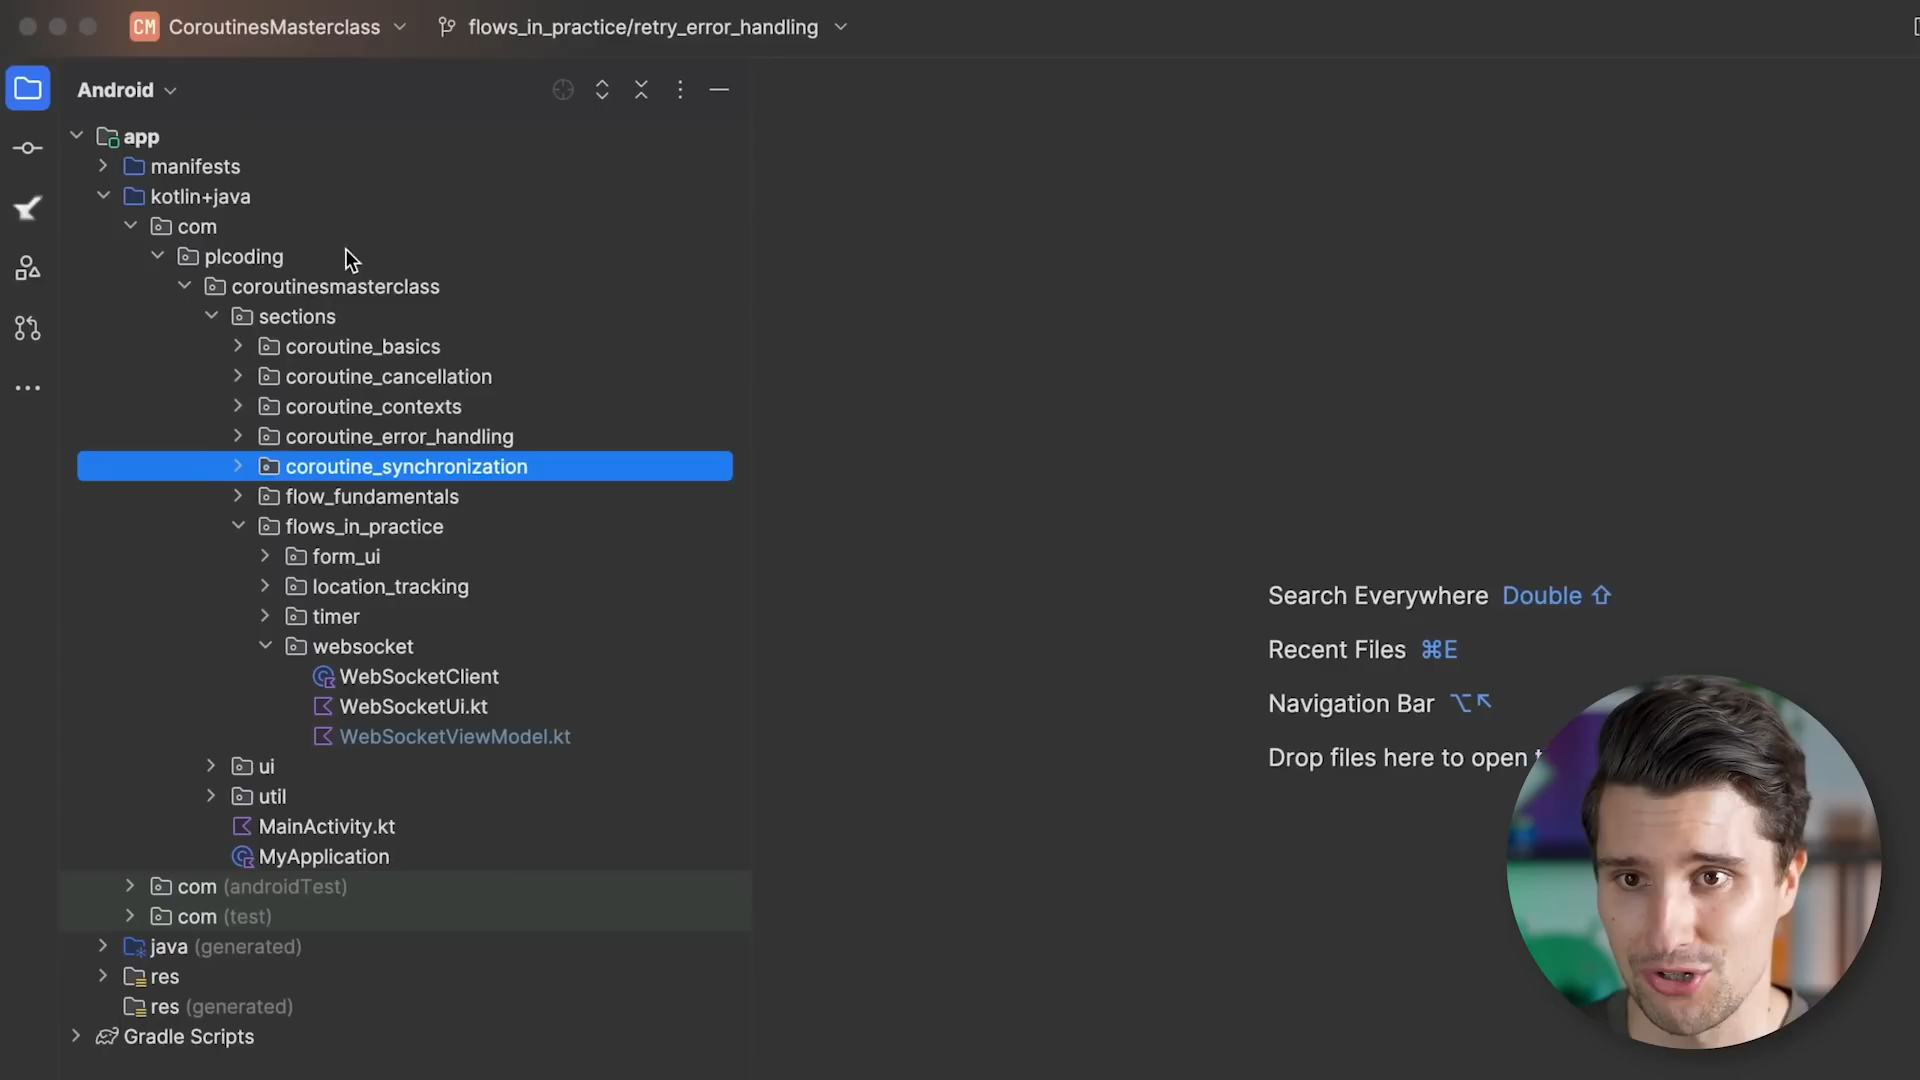 CM CoroutinesMasterclass flows_in_practice/retry_error_handling
Android
app
manifests
kotlin+java
com
plcoding
coroutinesmasterclass
sections
coroutine_basics
coroutine_cancellation
coroutine_contexts
coroutine_error_handling
coroutine_synchronization
flow_fundamentals
flows_in_practice
form_ui
location_tracking
timer
websocket
WebSocketClient
WebSocketUi.kt
WebSocketViewModel.kt
ui
util
MainActivity.kt
MyApplication
com (androidTest)
com (test)
java (generated)
res
res (generated)
Gradle Scripts
Search Everywhere Double ⇧
Recent Files ⌘E
Navigation Bar ⌥↖
Drop files here to open